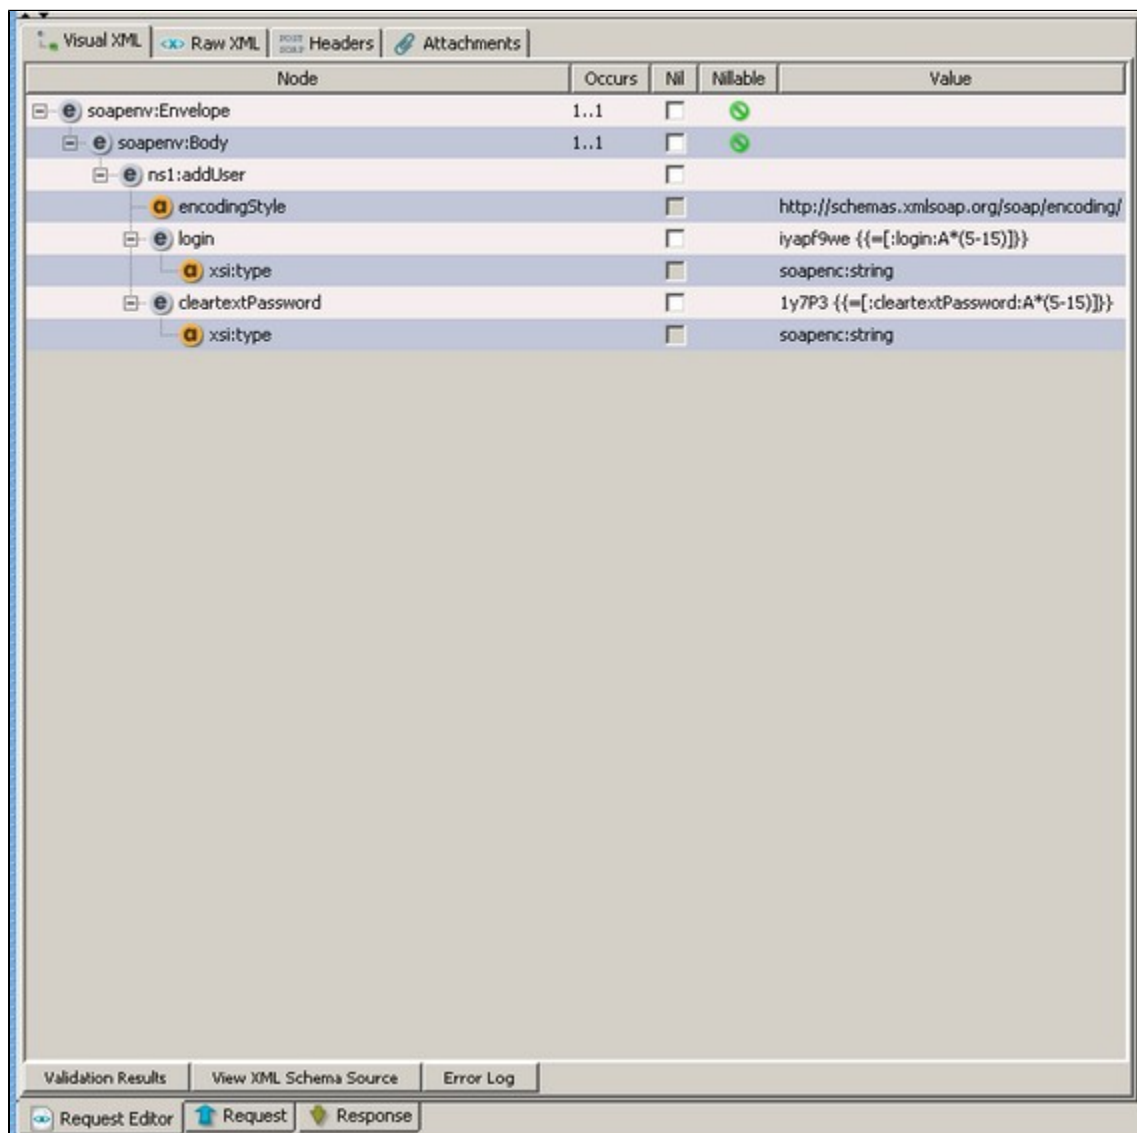 Visual XML <X> Raw XML POST SOAP Headers Attachments
Node Occurs Nil Nillable Value
e soapenv:Envelope 1..1
e soapenv:Body 1..1
e ns1:addUser
a encodingStyle http://schemas.xmlsoap.org/soap/encoding/
e login iyapf9we {{=[:login:A*(5-15)]}}
a xsi:type soapenc:string
e cleartextPassword 1y7P3 {{=[:cleartextPassword:A*(5-15)]}}
a xsi:type soapenc:string
Validation Results View XML Schema Source Error Log
Request Editor Request Response